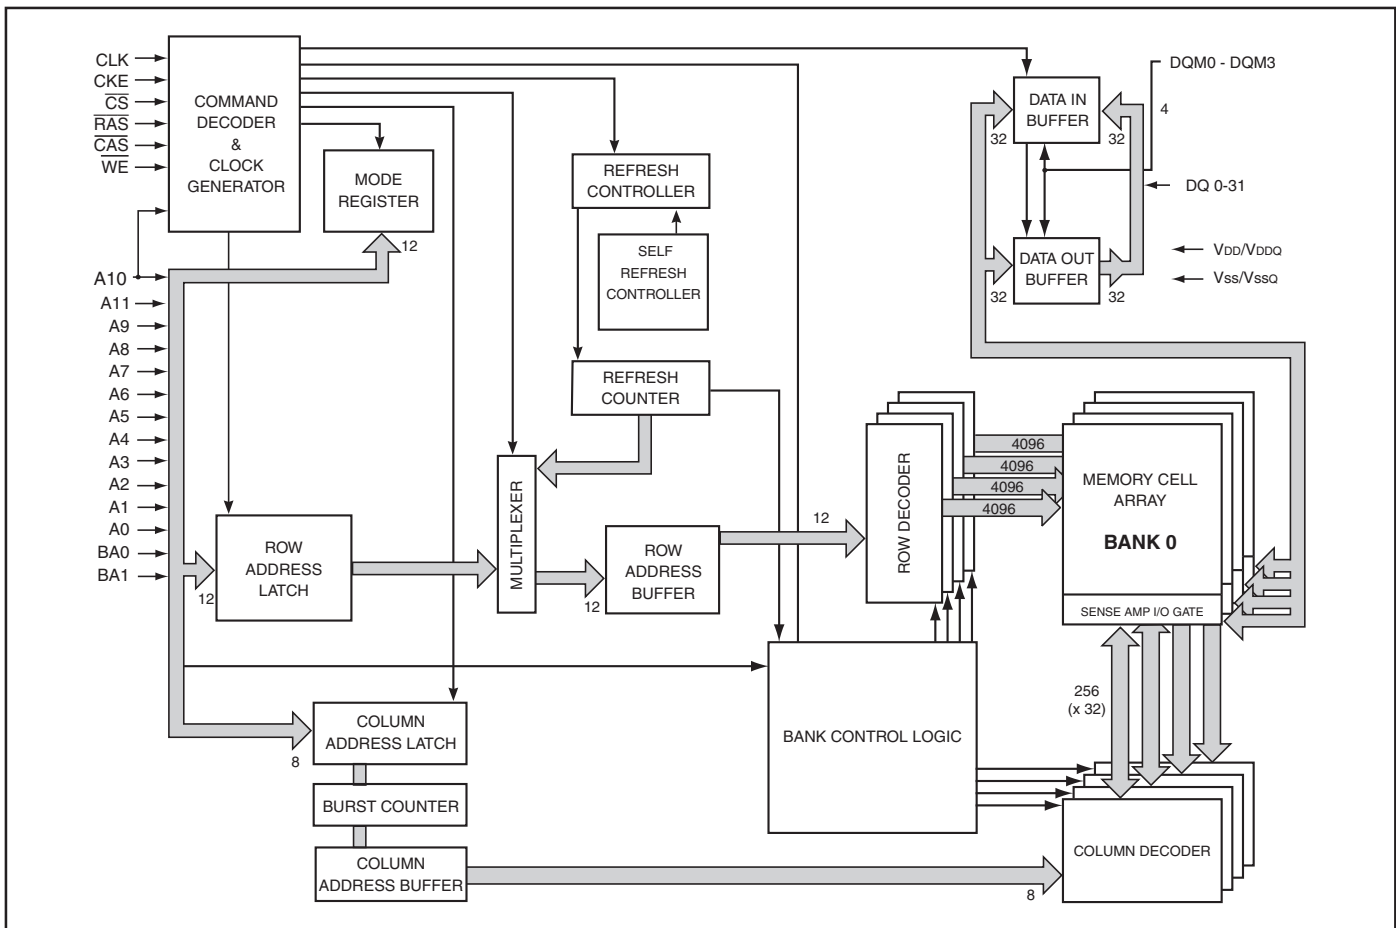 CLK
CKE
CS
RAS
CAS
WE
COMMAND
DECODER
&
CLOCK
GENERATOR
MODE
REGISTER
12
REFRESH
CONTROLLER
SELF
REFRESH
CONTROLLER
REFRESH
COUNTER
DATA IN
BUFFER
32
32
DQM0 - DQM3
4
DQ 0-31
DATA OUT
BUFFER
32
32
VDD/VDDQ
VSS/VSSQ
A10
A11
A9
A8
A7
A6
A5
A4
A3
A2
A1
A0
BA0
BA1
12
ROW
ADDRESS
LATCH
MULTIPLEXER
12
ROW
ADDRESS
BUFFER
12
ROW DECODER
4096
4096
4096
4096
MEMORY CELL
ARRAY
BANK 0
SENSE AMP I/O GATE
256
(x 32)
BANK CONTROL LOGIC
8
COLUMN
ADDRESS LATCH
BURST COUNTER
COLUMN
ADDRESS BUFFER
8
COLUMN DECODER